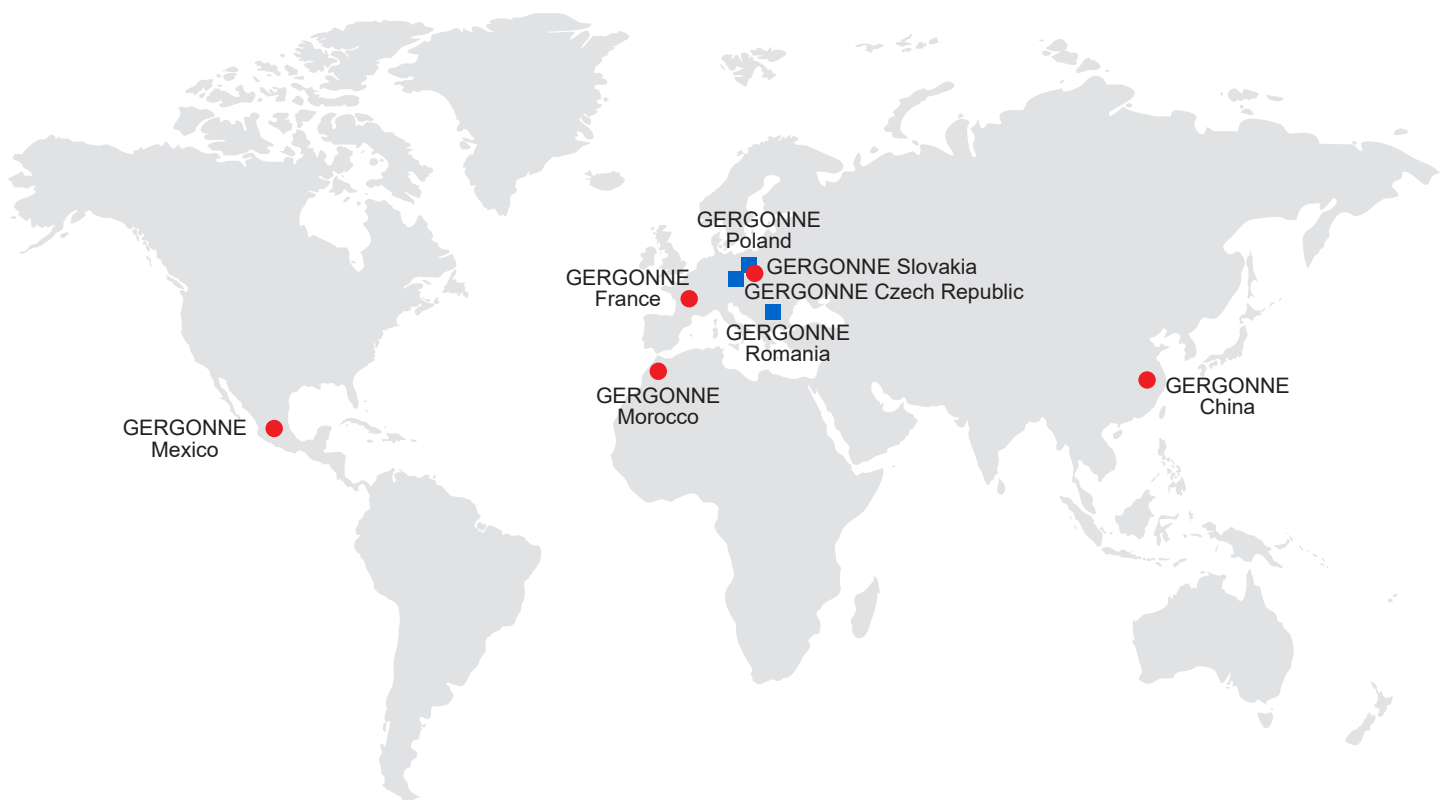 GERGONNE
Poland
GERGONNE Slovakia
GERGONNE
France
GERGONNE Czech Republic
GERGONNE
Romania
GERGONNE
Morocco
GERGONNE
China
GERGONNE
Mexico